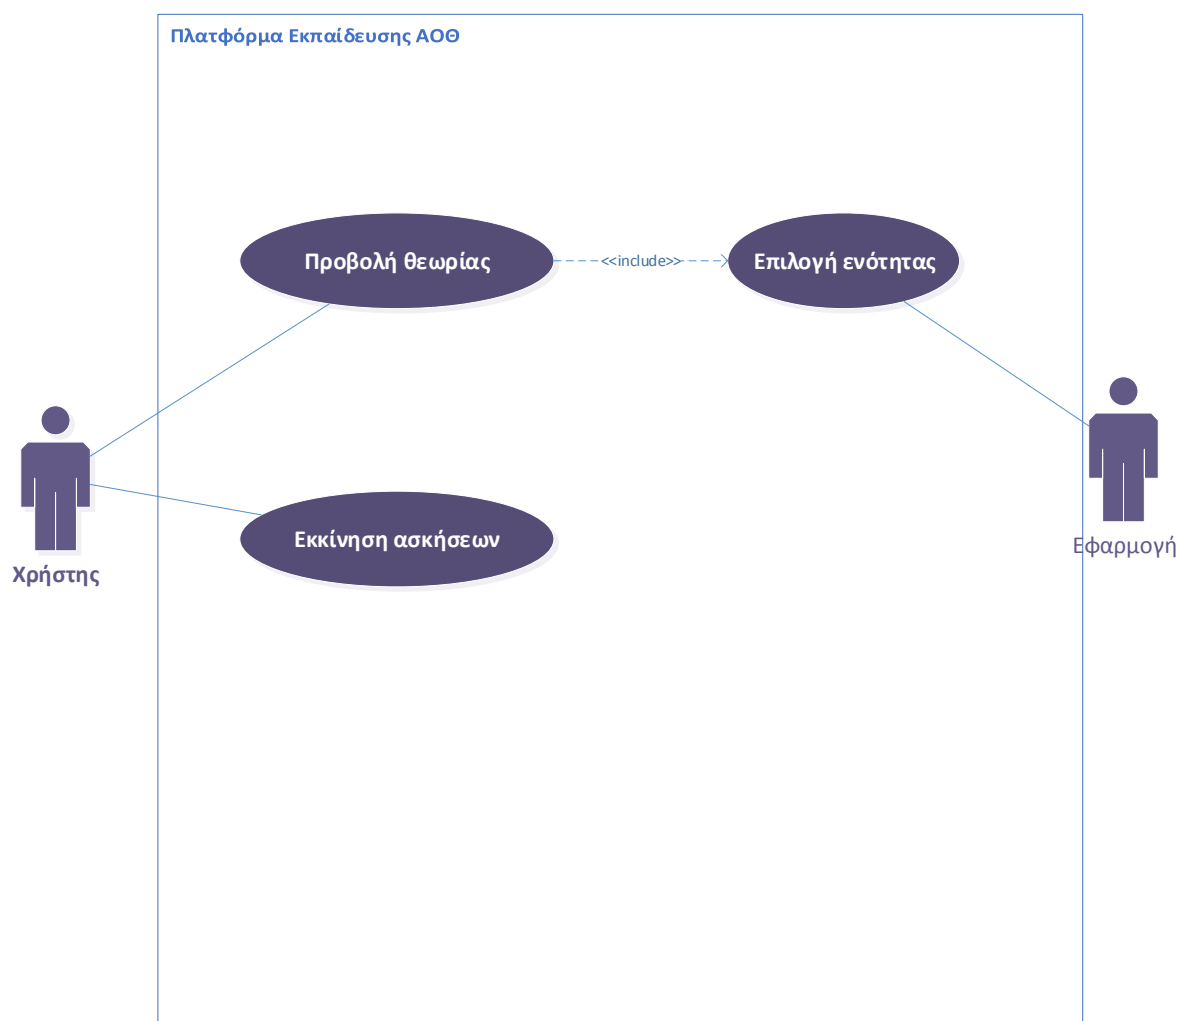 Πλατφόρμα Εκπαίδευσης ΑΟΘ
Προβολή θεωρίας
<<include>>
Επιλογή ενότητας
Εκκίνηση ασκήσεων
Χρήστης
Εφαρμογή